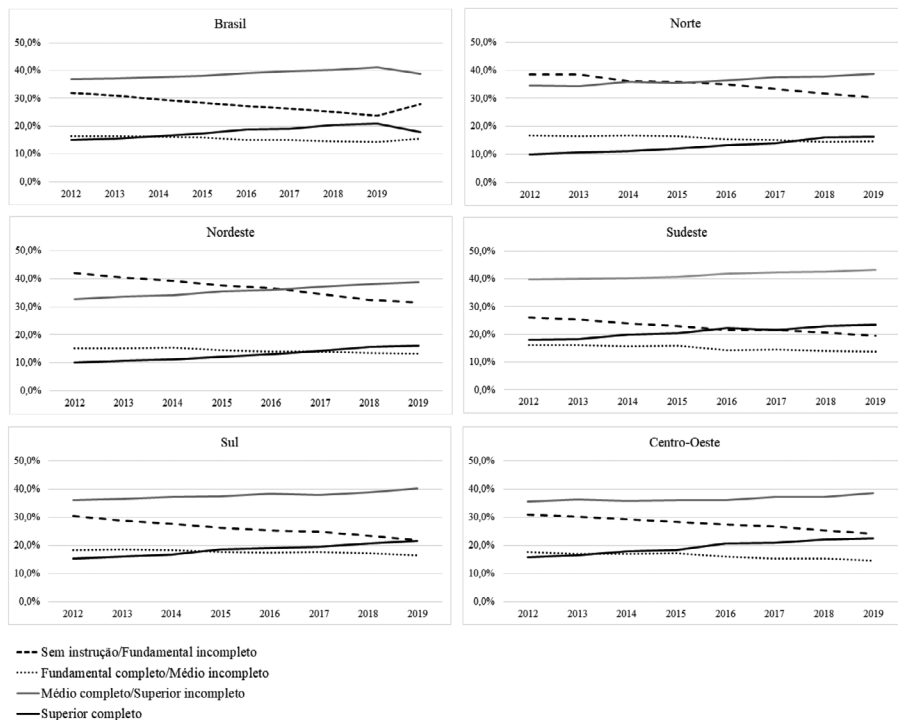 Brasil
50,0%
40,0%
30,0%
20,0%
10,0%
0,0%
2012 2013 2014 2015 2016 2017 2018 2019
Norte
50,0%
40,0%
30,0%
20,0%
10,0%
0,0%
2012 2013 2014 2015 2016 2017 2018 2019
Nordeste
50,0%
40,0%
30,0%
20,0%
10,0%
0,0%
2012 2013 2014 2015 2016 2017 2018 2019
Sudeste
50,0%
40,0%
30,0%
20,0%
10,0%
0,0%
2012 2013 2014 2015 2016 2017 2018 2019
Sul
50,0%
40,0%
30,0%
20,0%
10,0%
0,0%
2012 2013 2014 2015 2016 2017 2018 2019
Centro-Oeste
50,0%
40,0%
30,0%
20,0%
10,0%
0,0%
2012 2013 2014 2015 2016 2017 2018 2019
Sem instrução/Fundamental incompleto
Fundamental completo/Médio incompleto
Médio completo/Superior incompleto
Superior completo